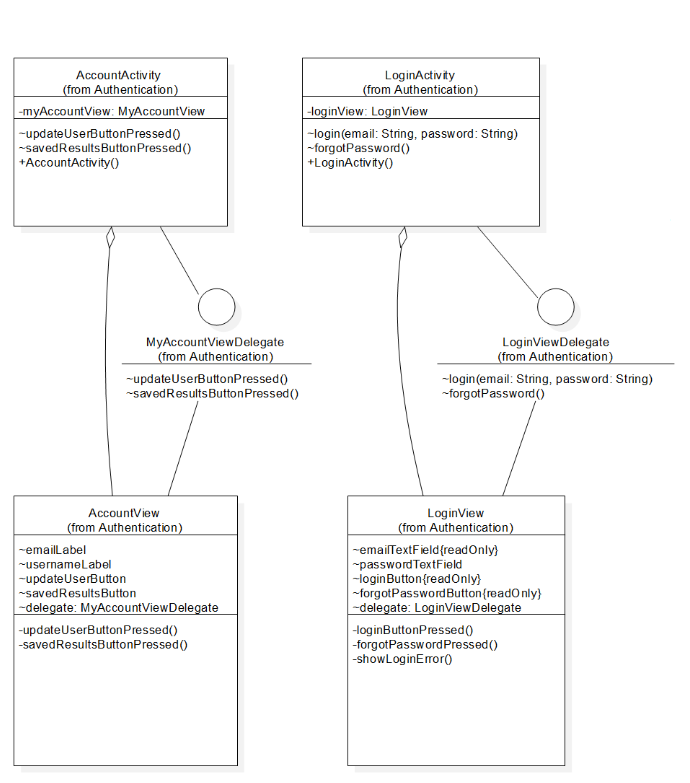 AccountActivity
(from Authentication)
-myAccountView: MyAccountView
~updateUserButtonPressed()
~savedResultsButtonPressed()
+AccountActivity()
LoginActivity
(from Authentication)
-loginView: LoginView
~login(email: String, password: String)
~forgotPassword()
+LoginActivity()
MyAccountViewDelegate
(from Authentication)
~updateUserButtonPressed()
~savedResultsButtonPressed()
LoginViewDelegate
(from Authentication)
~login(email: String, password: String)
~forgotPassword()
AccountView
(from Authentication)
~emailLabel
~usernameLabel
~updateUserButton
~savedResultsButton
~delegate: MyAccountViewDelegate
-updateUserButtonPressed()
-savedResultsButtonPressed()
LoginView
(from Authentication)
~emailTextField{readOnly}
~passwordTextField
~loginButton{readOnly}
~forgotPasswordButton{readOnly}
~delegate: LoginViewDelegate
-loginButtonPressed()
-forgotPasswordPressed()
-showLoginError()